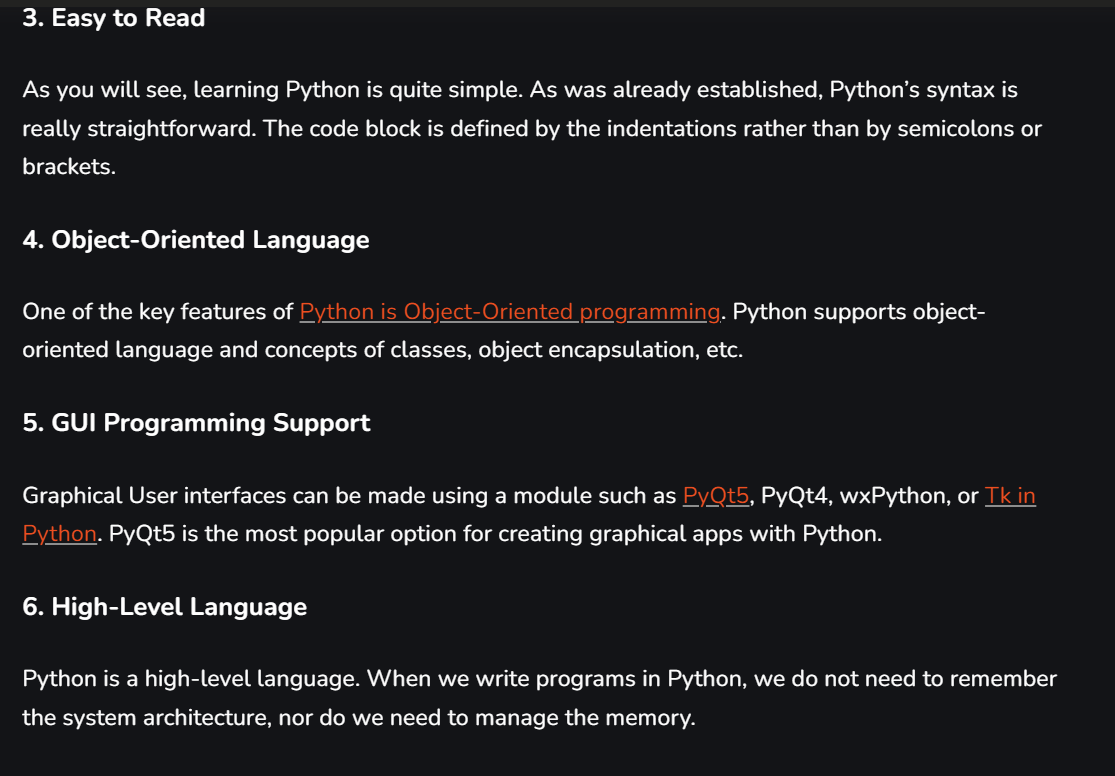 3. Easy to Read
As you will see, learning Python is quite simple. As was already established, Python’s syntax is
really straightforward. The code block is defined by the indentations rather than by semicolons or
brackets.
4. Object-Oriented Language
One of the key features of Python is Object-Oriented programming. Python supports object-
oriented language and concepts of classes, object encapsulation, etc.
5. GUI Programming Support
Graphical User interfaces can be made using a module such as PyQt5, PyQt4, wxPython, or Tk in
Python. PyQt5 is the most popular option for creating graphical apps with Python.
6. High-Level Language
Python is a high-level language. When we write programs in Python, we do not need to remember
the system architecture, nor do we need to manage the memory.